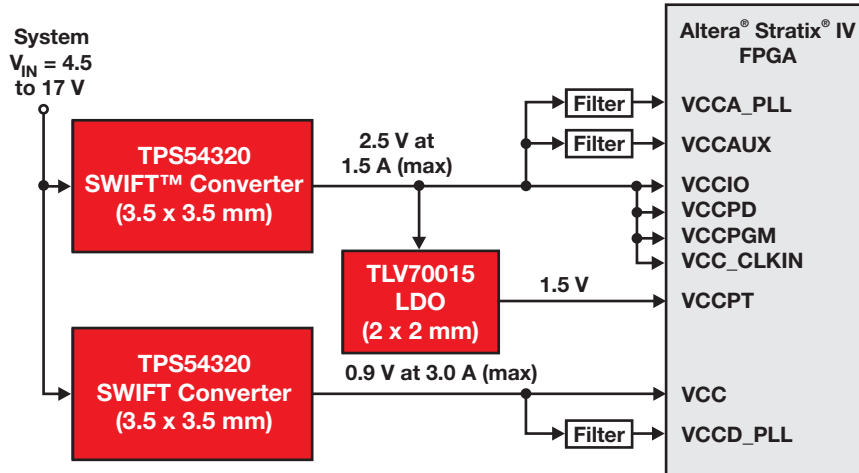 System
V_IN = 4.5
to 17 V
TPS54320
SWIFT™ Converter
(3.5 x 3.5 mm)
2.5 V at
1.5 A (max)
TLV70015
LDO
(2 x 2 mm)
1.5 V
TPS54320
SWIFT Converter
(3.5 x 3.5 mm)
0.9 V at 3.0 A (max)
Filter
Filter
Filter
Altera® Stratix® IV
FPGA
VCCA_PLL
VCCAUX
VCCIO
VCCPD
VCCPGM
VCC_CLKIN
VCCPT
VCC
VCCD_PLL